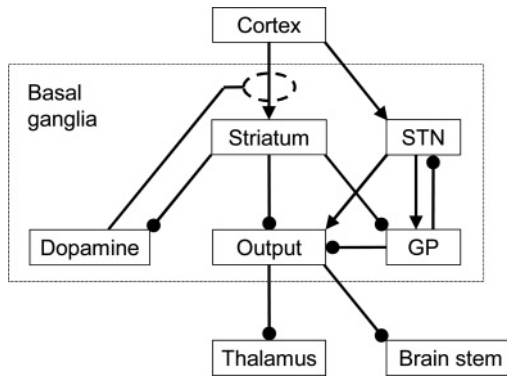 Cortex
Basal
ganglia
Striatum
STN
Dopamine
Output
GP
Thalamus
Brain stem